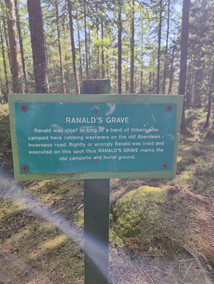 RANALD'S GRAVE
Ranald was chief or king of a band of tinkers who
camped here, robbing wayfarers on the old Aberdeen -
Inverness road. Rightly or wrongly Ranald was tried and
executed on this spot thus RANALD'S GRAVE marks the
old campsite and burial ground.